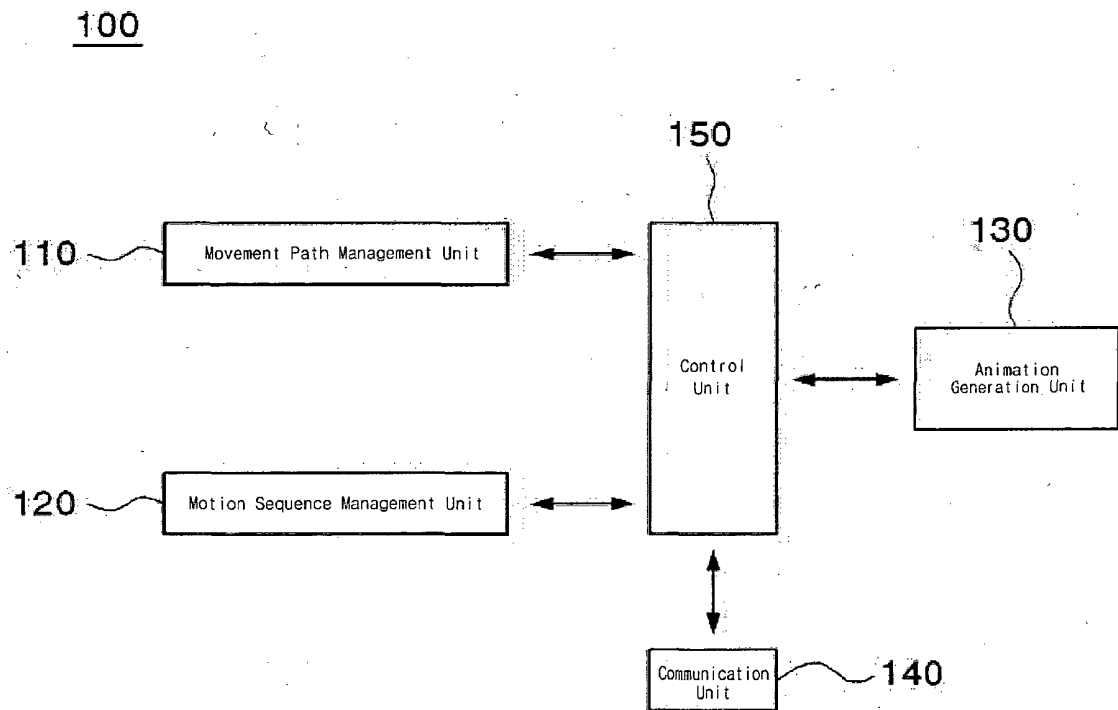 100
150
130
110
Movement Path Management Unit
Control
Unit
Animation
Generation Unit
120
Motion Sequence Management Unit
Communication
Unit
140